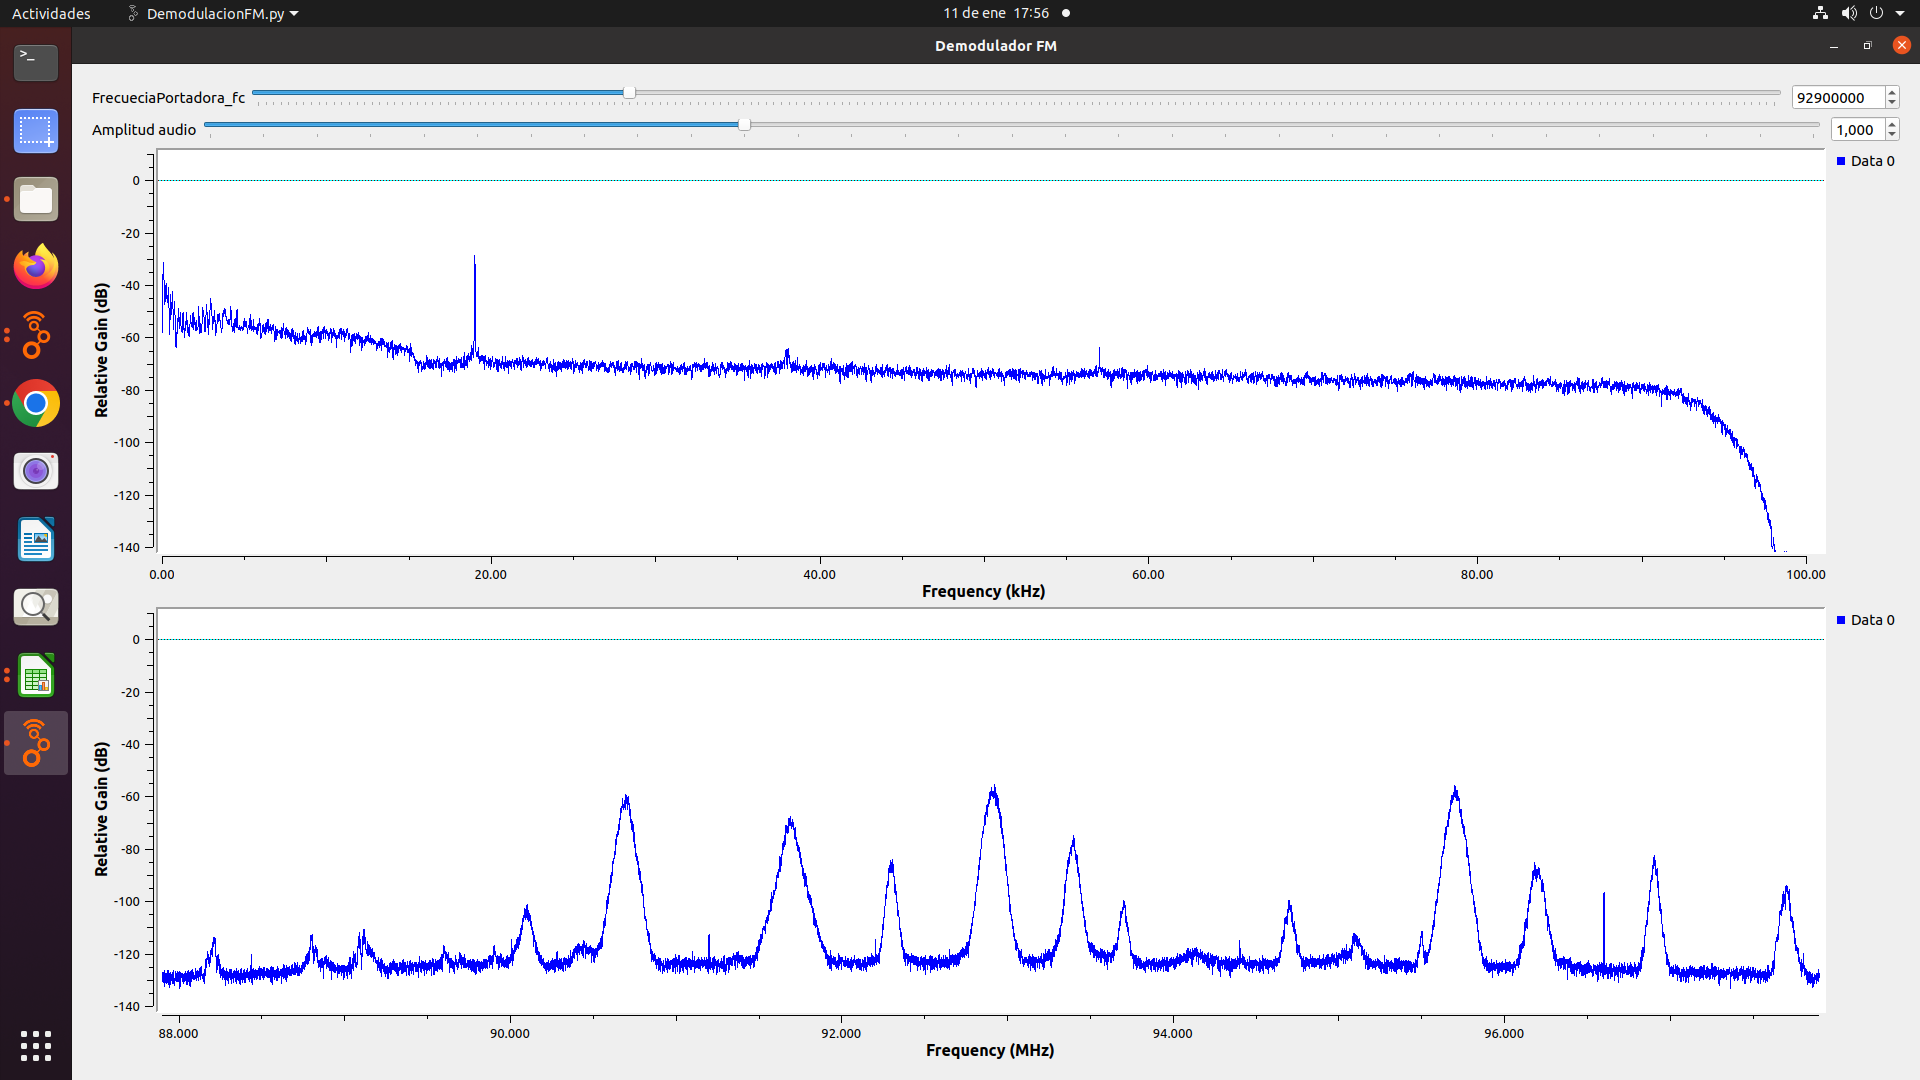 Actividades DemodulacionFM.py 11 de ene 17:56
Demodulador FM
>_
FrecueciaPortadora_fc 92900000
Amplitud audio 1,000
Data 0
0
-20
-40
-60
-80
-100
-120
-140
Relative Gain (dB)
0.00 20.00 40.00 60.00 80.00 100.00
Frequency (kHz)
Data 0
0
-20
-40
-60
-80
-100
-120
-140
Relative Gain (dB)
88.000 90.000 92.000 94.000 96.000
Frequency (MHz)